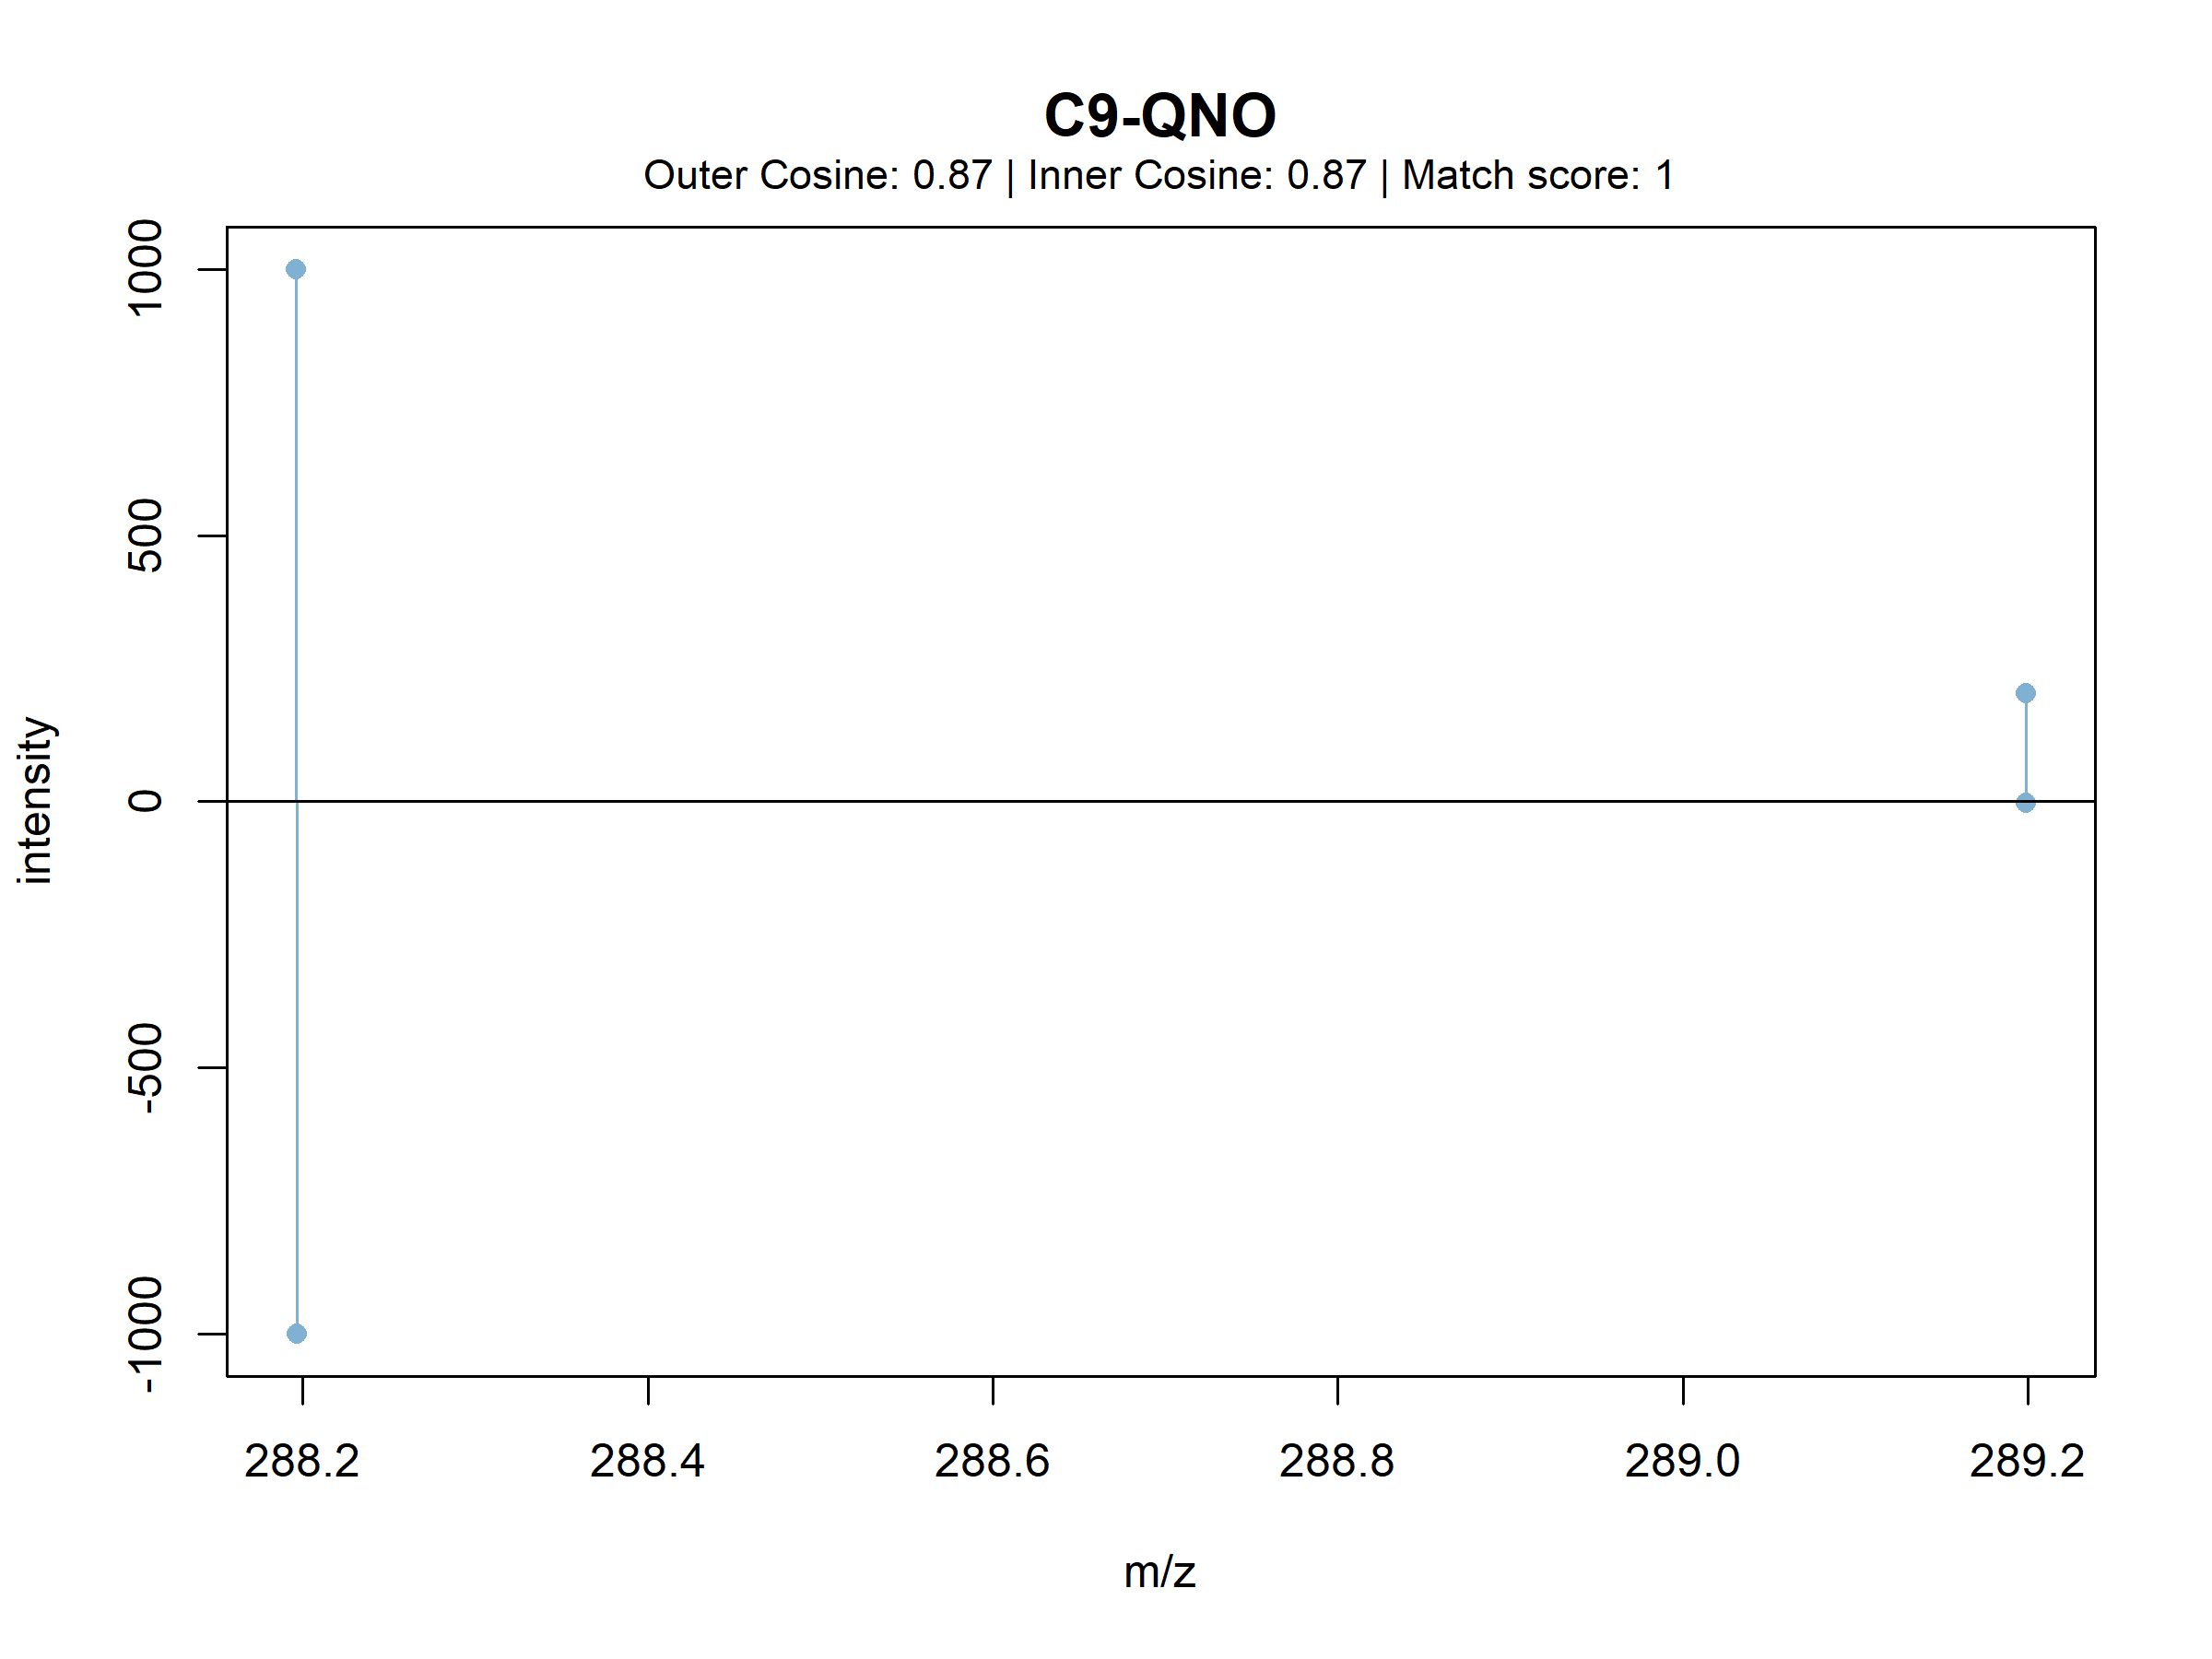 C9-QNO
Outer Cosine: 0.87 | Inner Cosine: 0.87 | Match score: 1
1000
500
0
-500
-1000
intensity
288.2 288.4 288.6 288.8 289.0 289.2
m/z